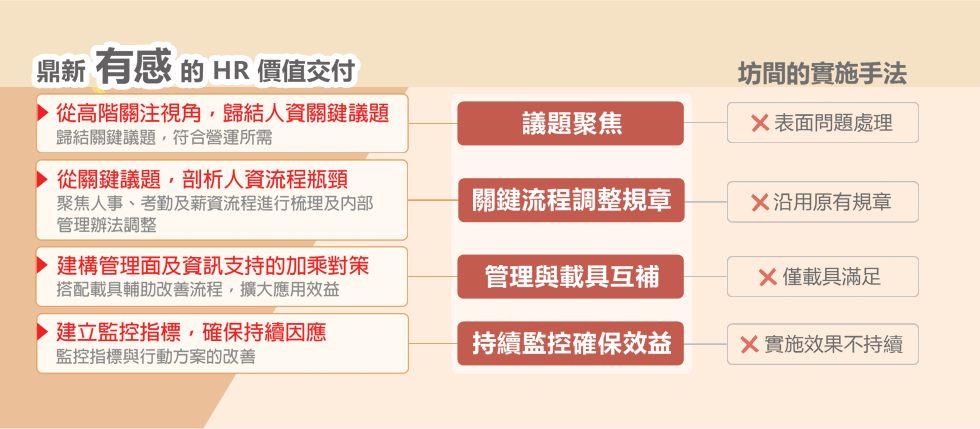 鼎新 有感 的 HR 價值交付
坊間的實施手法
從高階關注視角，歸結人資關鍵議題
歸結關鍵議題，符合營運所需
議題聚焦
表面問題處理
從關鍵議題，剖析人資流程瓶頸
聚焦人事、考勤及薪資流程進行梳理及內部
管理辦法調整
關鍵流程調整規章
沿用原有規章
建構管理面及資訊支持的加乘對策
搭配載具輔助改善流程，擴大應用效益
管理與載具互補
僅載具滿足
建立監控指標，確保持續因應
監控指標與行動方案的改善
持續監控確保效益
實施效果不持續